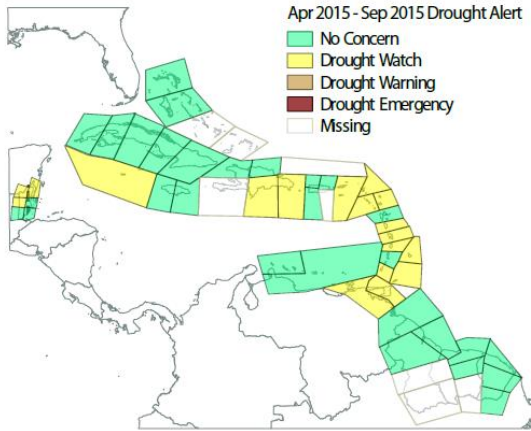 Apr 2015 - Sep 2015 Drought Alert
No Concern
Drought Watch
Drought Warning
Drought Emergency
Missing